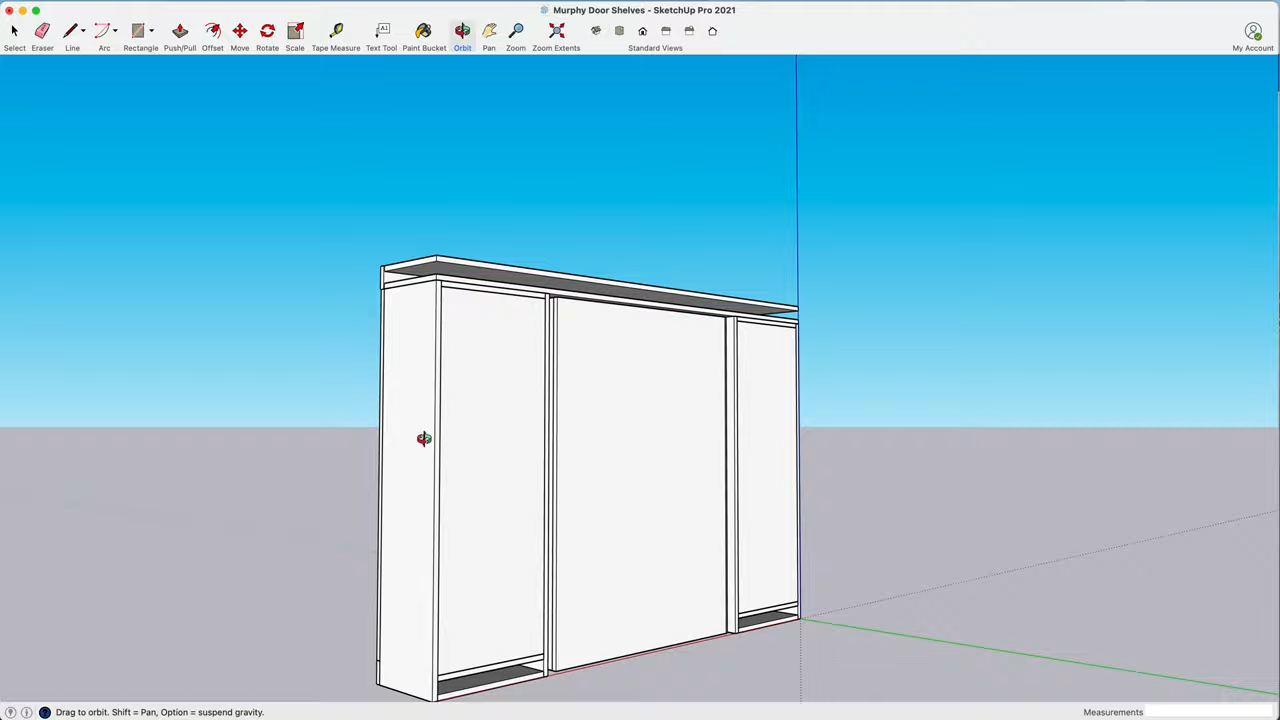 Murphy Door Shelves - SketchUp Pro 2021
A1
Select Eraser Line Arc Rectangle Push/Pull Offset Move Rotate Scale Tape Measure Text Tool Paint Bucket Orbit Pan Zoom Zoom Extents Standard Views My Account
Drag to orbit. Shift = Pan, Option = suspend gravity. Measurements